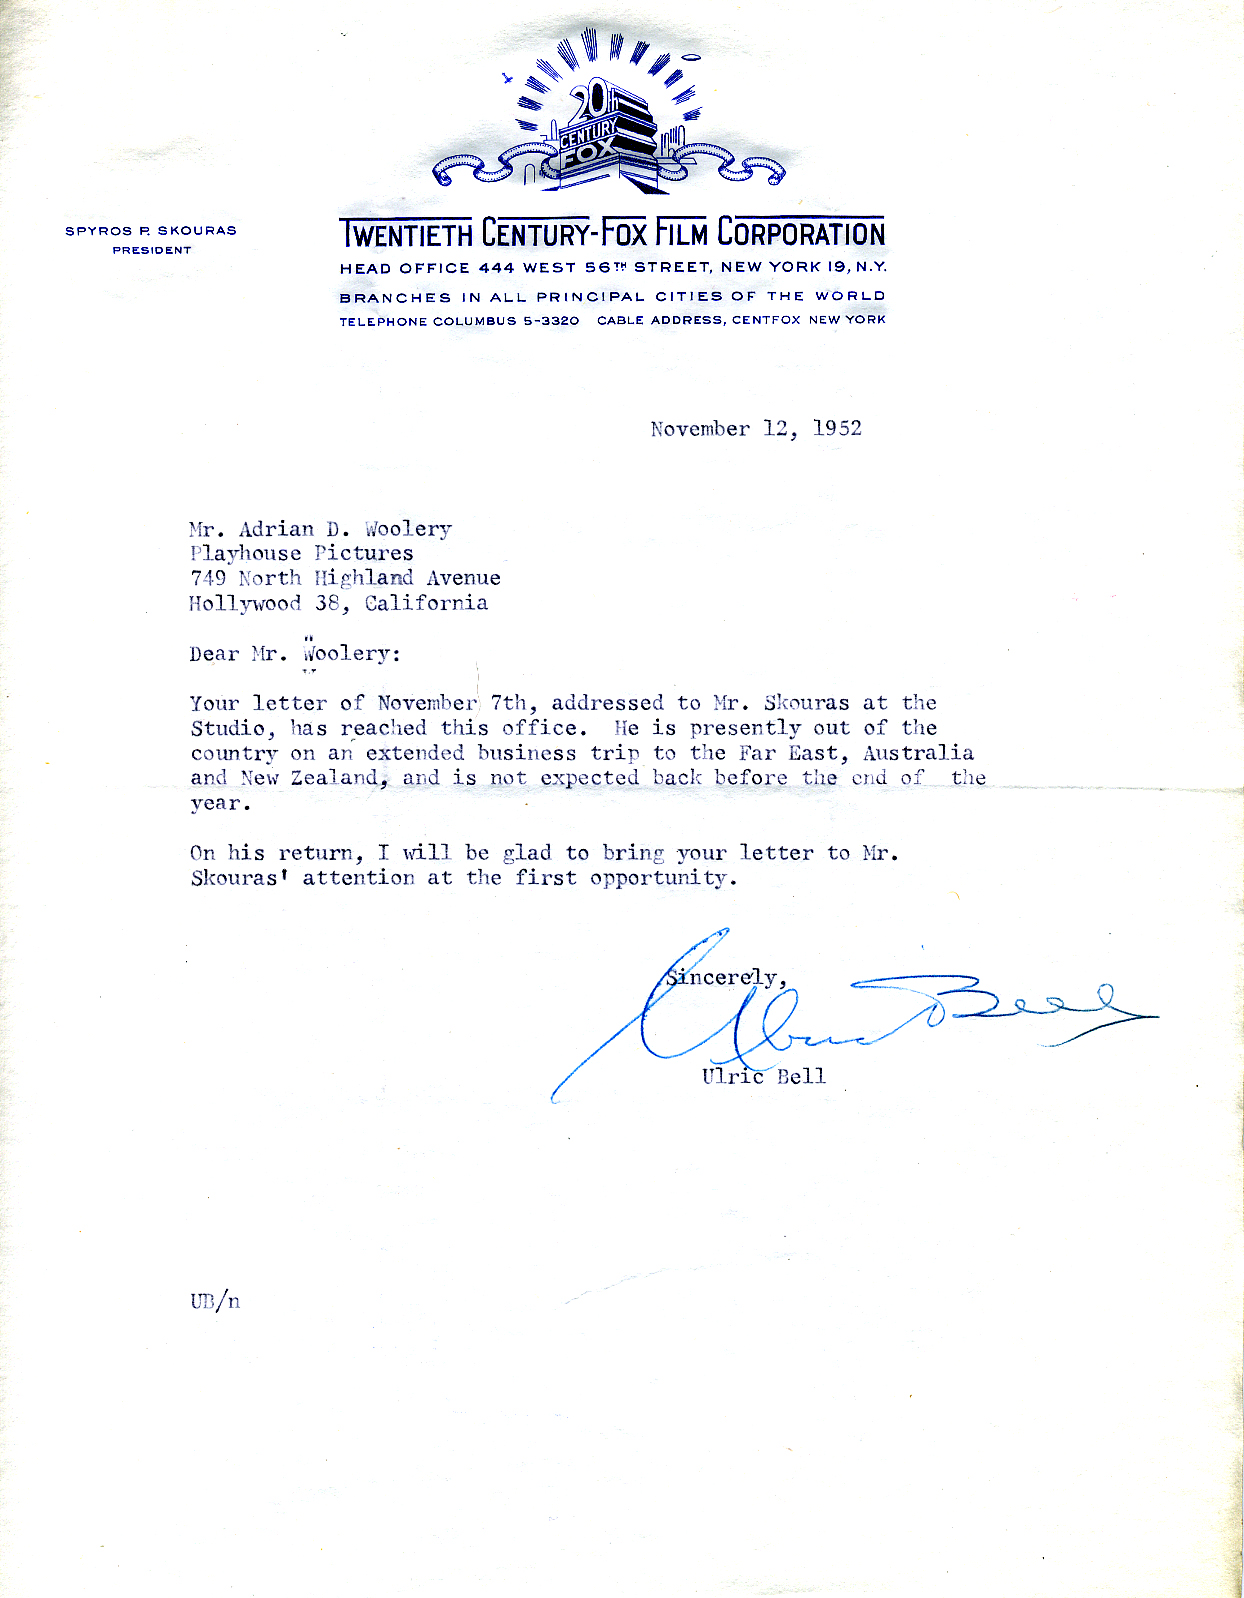 20th
CENTURY
FOX
SPYROS P. SKOURAS
PRESIDENT
TWENTIETH CENTURY-FOX FILM CORPORATION
HEAD OFFICE 444 WEST 56TH STREET, NEW YORK 19, N.Y.
BRANCHES IN ALL PRINCIPAL CITIES OF THE WORLD
TELEPHONE COLUMBUS 5-3320 CABLE ADDRESS, CENTFOX NEW YORK
November 12, 1952
Mr. Adrian D. Woolery
Playhouse Pictures
749 North Highland Avenue
Hollywood 38, California
Dear Mr. Woolery:
Your letter of November 7th, addressed to Mr. Skouras at the
Studio, has reached this office. He is presently out of the
country on an extended business trip to the Far East, Australia
and New Zealand, and is not expected back before the end of the
year.
On his return, I will be glad to bring your letter to Mr.
Skouras' attention at the first opportunity.
Sincerely,
Ulric Bell
Ulric Bell
UB/n